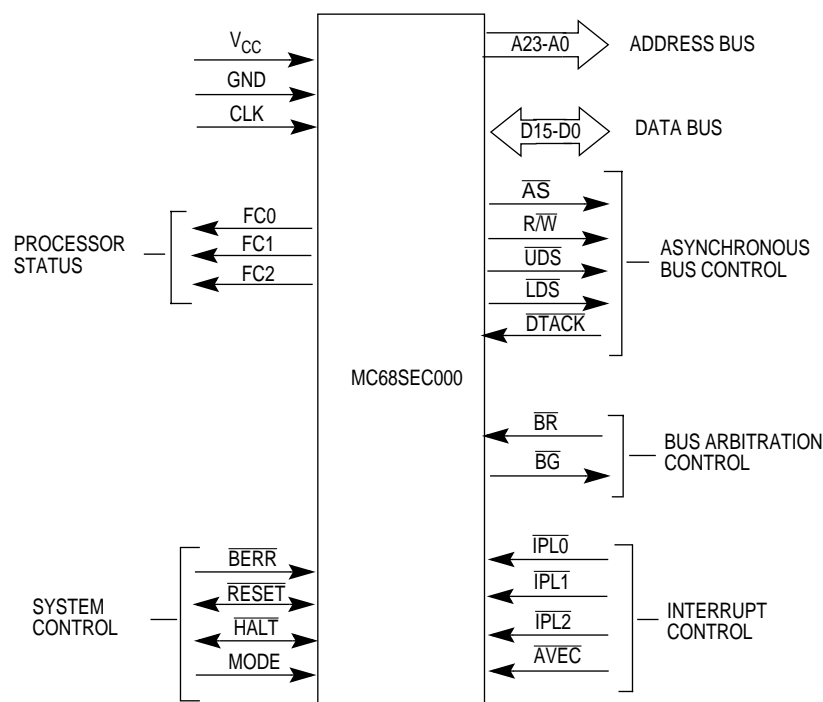 V_CC
GND
CLK
PROCESSOR
STATUS
FC0
FC1
FC2
SYSTEM
CONTROL
BERR
RESET
HALT
MODE
MC68SEC000
A23-A0
ADDRESS BUS
D15-D0
DATA BUS
AS
R/W
UDS
LDS
DTACK
ASYNCHRONOUS
BUS CONTROL
BR
BG
BUS ARBITRATION
CONTROL
IPL0
IPL1
IPL2
AVEC
INTERRUPT
CONTROL